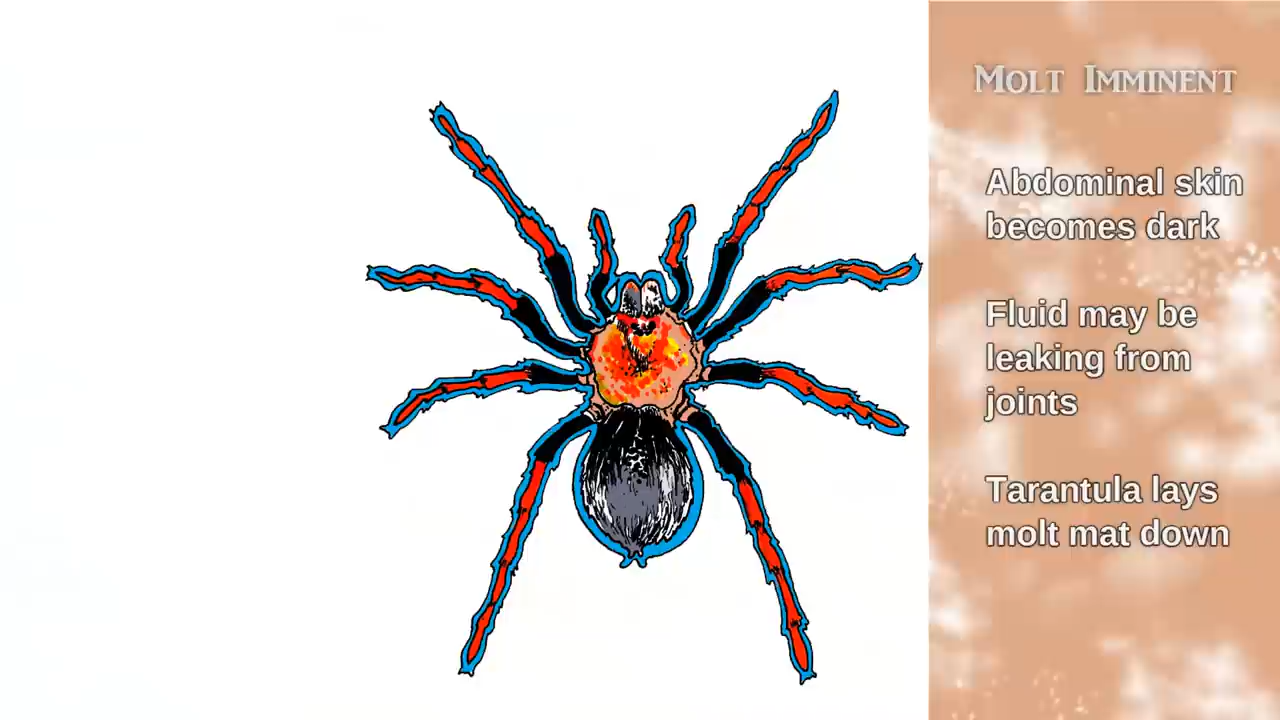 Molt Imminent
Abdominal skin
becomes dark
Fluid may be
leaking from
joints
Tarantula lays
molt mat down